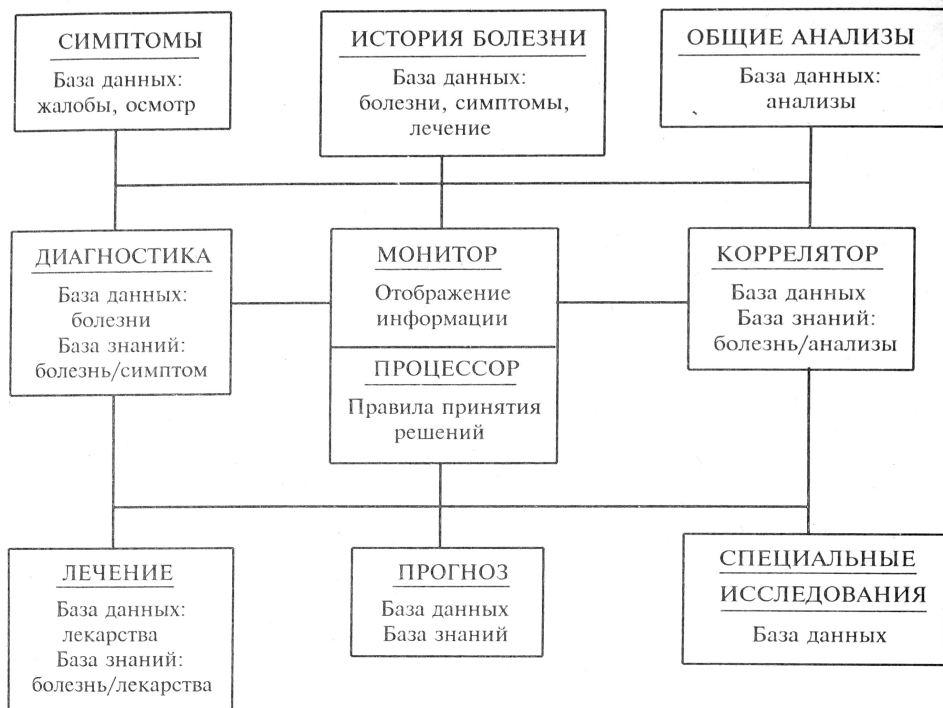 СИМПТОМЫ
База данных:
жалобы, осмотр
ИСТОРИЯ БОЛЕЗНИ
База данных:
болезни, симптомы,
лечение
ОБЩИЕ АНАЛИЗЫ
База данных:
анализы
ДИАГНОСТИКА
База данных:
болезни
База знаний:
болезнь/симптом
МОНИТОР
Отображение
информации
ПРОЦЕССОР
Правила принятия
решений
КОРРЕЛЯТОР
База данных
База знаний:
болезнь/анализы
ЛЕЧЕНИЕ
База данных:
лекарства
База знаний:
болезнь/лекарства
ПРОГНОЗ
База данных
База знаний
СПЕЦИАЛЬНЫЕ
ИССЛЕДОВАНИЯ
База данных